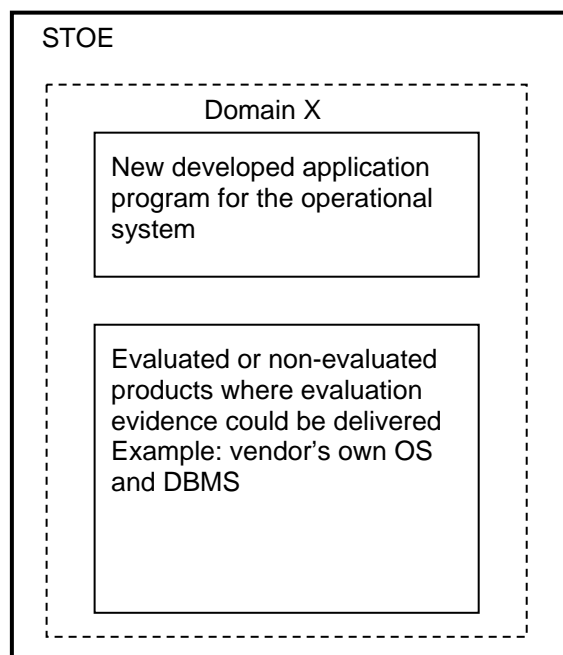 STOE
Domain X
New developed application
program for the operational
system
Evaluated or non-evaluated
products where evaluation
evidence could be delivered
Example: vendor's own OS
and DBMS